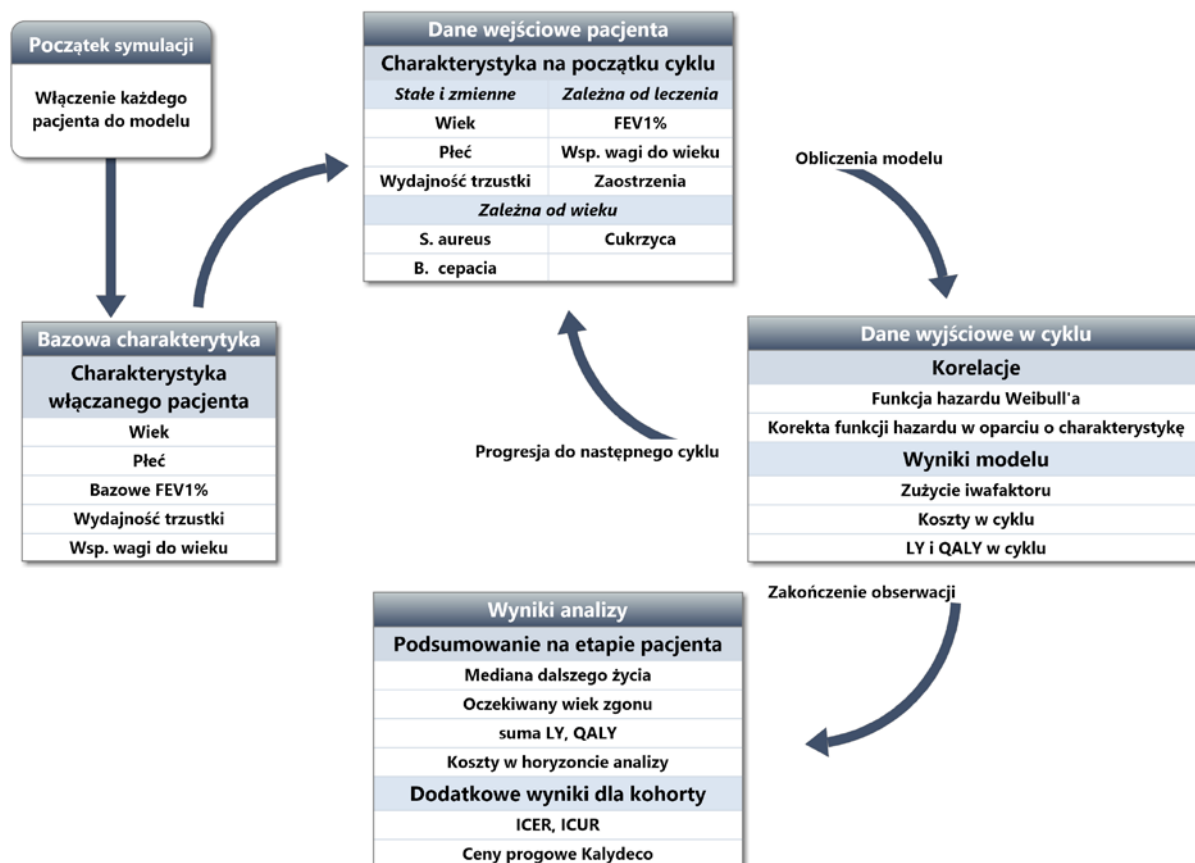 Początek symulacji
Włączenie każdego
pacjenta do modelu
Dane wejściowe pacjenta
Charakterystyka na początku cyklu
Stałe i zmienne Zależna od leczenia
Wiek FEV1%
Płeć Wsp. wagi do wieku
Wydajność trzustki Zaostrzenia
Zależna od wieku
S. aureus Cukrzyca
B. cepacia
Obliczenia modelu
Bazowa charakterytyka
Charakterystyka
włączanego pacjenta
Wiek
Płeć
Bazowe FEV1%
Wydajność trzustki
Wsp. wagi do wieku
Dane wyjściowe w cyklu
Korelacje
Funkcja hazardu Weibull'a
Korekta funkcji hazardu w oparciu o charakterystykę
Wyniki modelu
Zużycie iwafaktoru
Koszty w cyklu
LY i QALY w cyklu
Progresja do następnego cyklu
Zakończenie obserwacji
Wyniki analizy
Podsumowanie na etapie pacjenta
Mediana dalszego życia
Oczekiwany wiek zgonu
suma LY, QALY
Koszty w horyzoncie analizy
Dodatkowe wyniki dla kohorty
ICER, ICUR
Ceny progowe Kalydeco